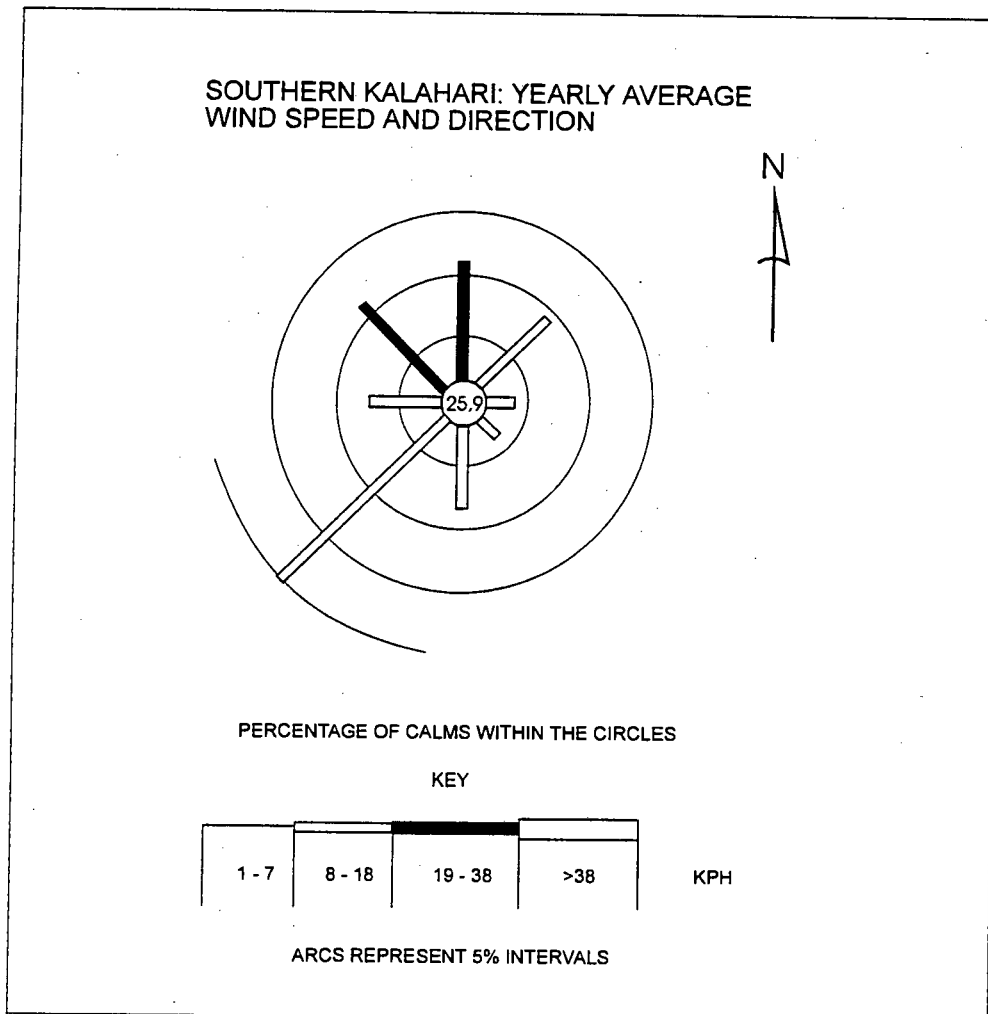 SOUTHERN KALAHARI: YEARLY AVERAGE
WIND SPEED AND DIRECTION
N
25,9
PERCENTAGE OF CALMS WITHIN THE CIRCLES
KEY
1 - 7 8 - 18 19 - 38 >38 KPH
ARCS REPRESENT 5% INTERVALS